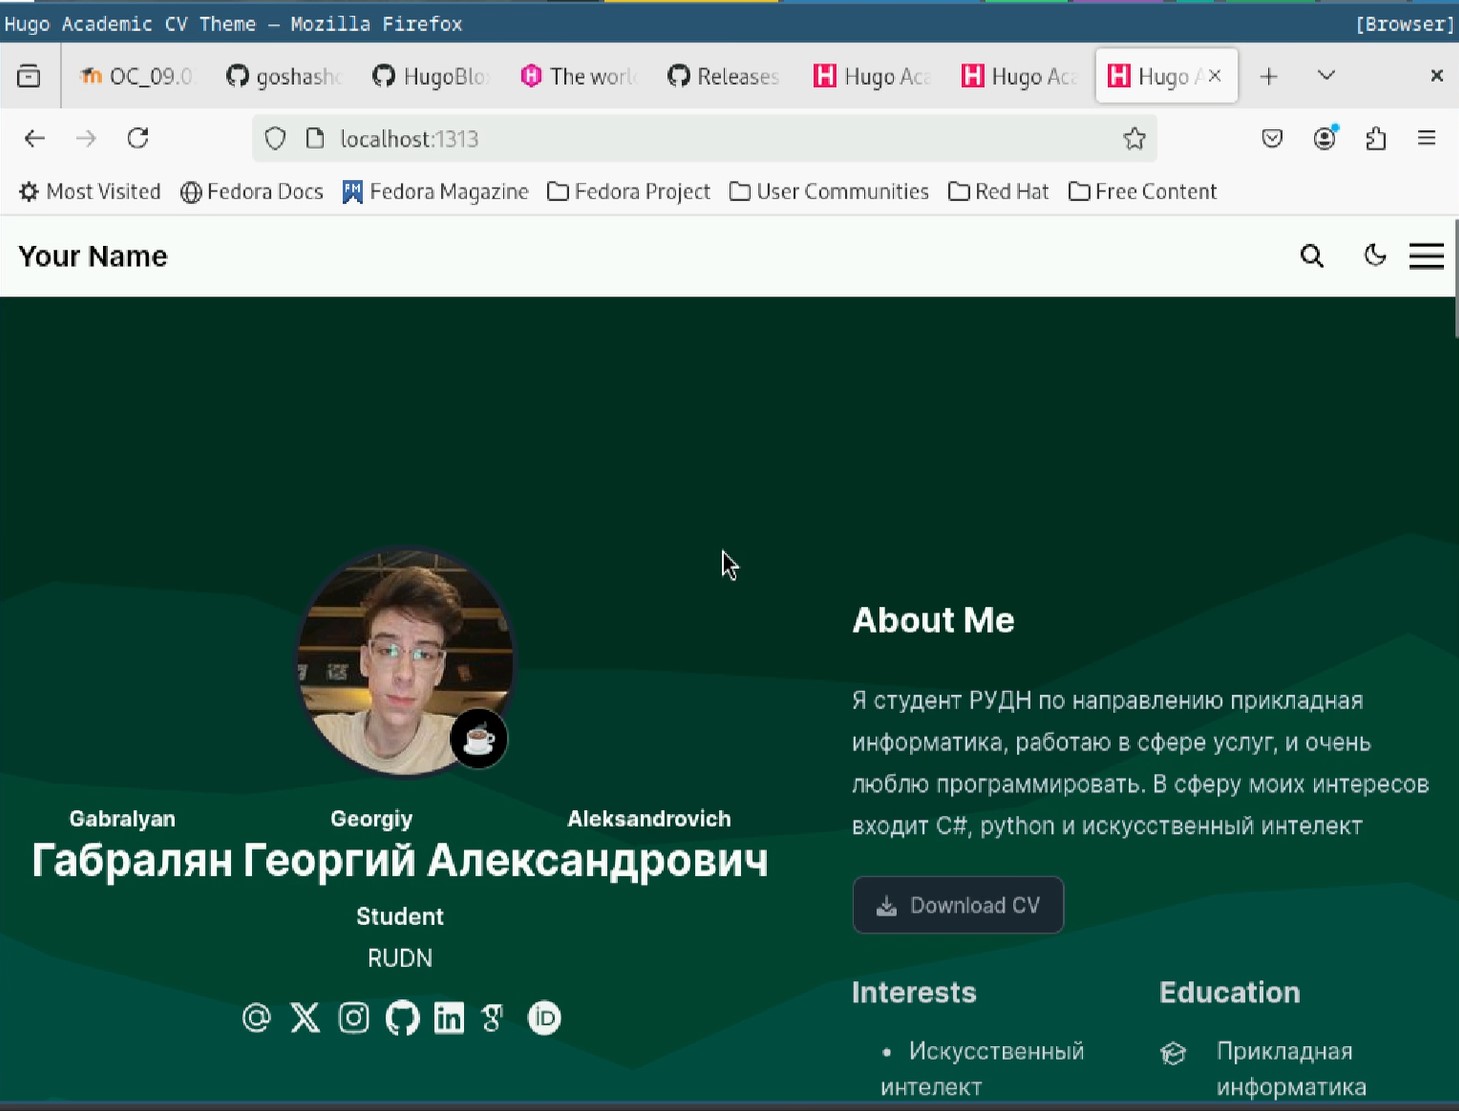 Hugo Academic CV Theme — Mozilla Firefox
[Browser]
OC_09.0
goshash
HugoBlo
The worl
Releases
Hugo Aca
Hugo Aca
Hugo A
localhost:1313
Most Visited
Fedora Docs
Fedora Magazine
Fedora Project
User Communities
Red Hat
Free Content
Your Name
About Me
Я студент РУДН по направлению прикладная
информатика, работаю в сфере услуг, и очень
люблю программировать. В сферу моих интересов
входит C#, python и искусственный интелект
Download CV
Gabralyan Georgiy Aleksandrovich
Габралян Георгий Александрович
Student
RUDN
Interests
Искусственный
интелект
Education
Прикладная
информатика